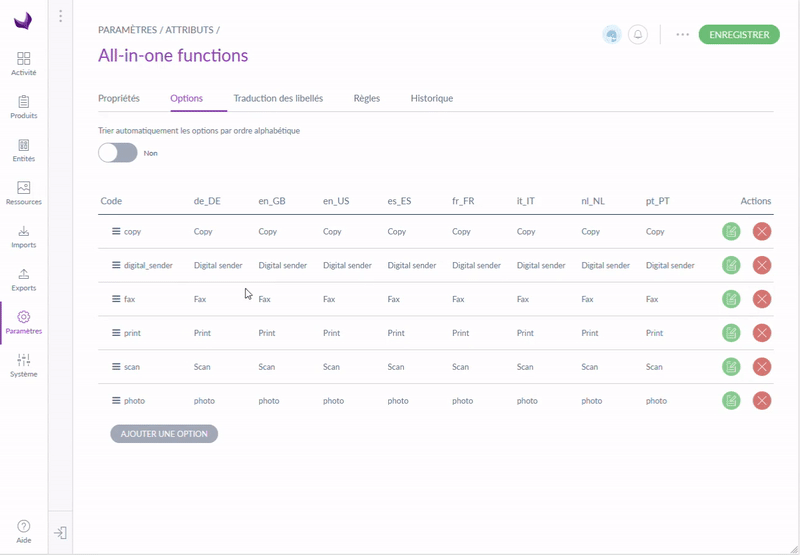 PARAMÈTRES / ATTRIBUTS /
ENREGISTRER
All-in-one functions
Activité
Produits
Entités
Ressources
Imports
Exports
Paramètres
Système
Aide
Propriétés Options Traduction des libellés Règles Historique
Trier automatiquement les options par ordre alphabétique
Non
Code de_DE en_GB en_US es_ES fr_FR it_IT nl_NL pt_PT Actions
copy Copy Copy Copy Copy Copy Copy Copy Copy
digital_sender Digital sender Digital sender Digital sender Digital sender Digital sender Digital sender Digital sender Digital sender
fax Fax Fax Fax Fax Fax Fax Fax Fax
print Print Print Print Print Print Print Print Print
scan Scan Scan Scan Scan Scan Scan Scan Scan
photo photo photo photo photo photo photo photo photo
AJOUTER UNE OPTION